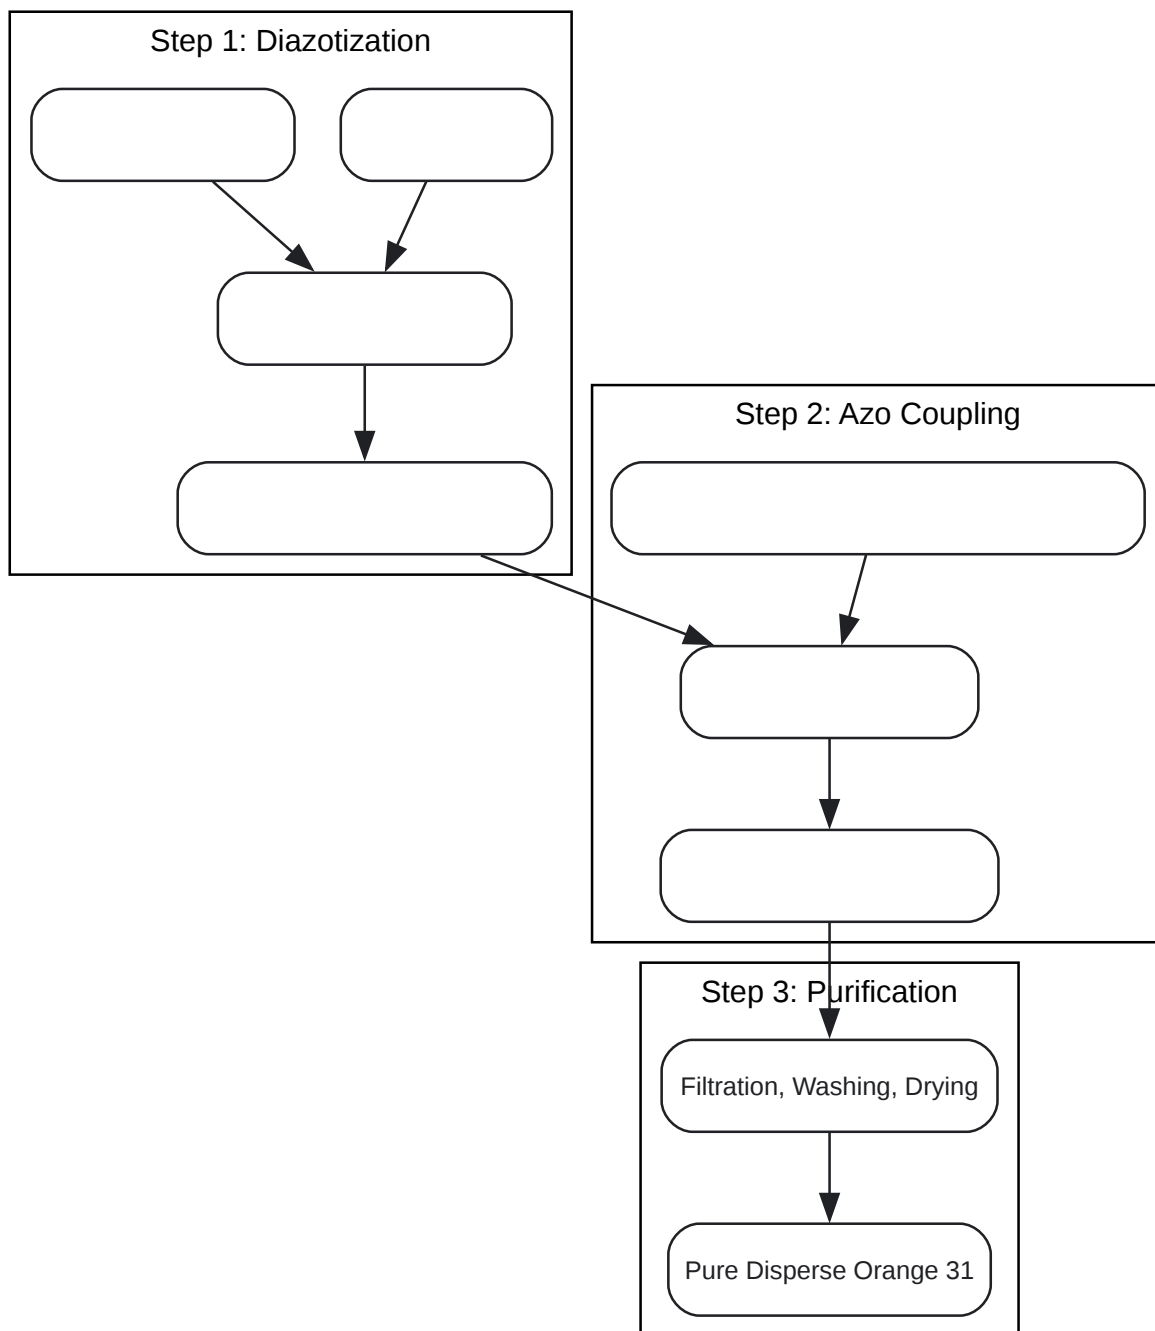 Step 1: Diazotization
Step 2: Azo Coupling
Step 3: Purification
Filtration, Washing, Drying
Pure Disperse Orange 31